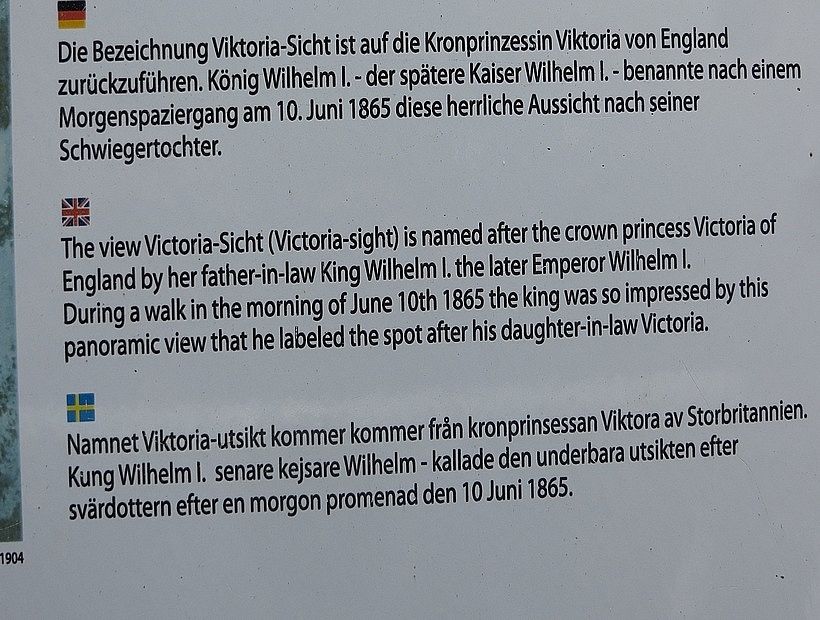 Die Bezeichnung Viktoria-Sicht ist auf die Kronprinzessin Viktoria von England
zurückzuführen. König Wilhelm I. - der spätere Kaiser Wilhelm I. - benannte nach einem
Morgenspaziergang am 10. Juni 1865 diese herrliche Aussicht nach seiner
Schwiegertochter.
The view Victoria-Sicht (Victoria-sight) is named after the crown princess Victoria of
England by her father-in-law King Wilhelm I. the later Emperor Wilhelm I.
During a walk in the morning of June 10th 1865 the king was so impressed by this
panoramic view that he labeled the spot after his daughter-in-law Victoria.
Namnet Viktoria-utsikt kommer kommer från kronprinsessan Viktora av Storbritannien.
Kung Wilhelm I. senare kejsare Wilhelm - kallade den underbara utsikten efter
svärdottern efter en morgon promenad den 10 Juni 1865.
1904